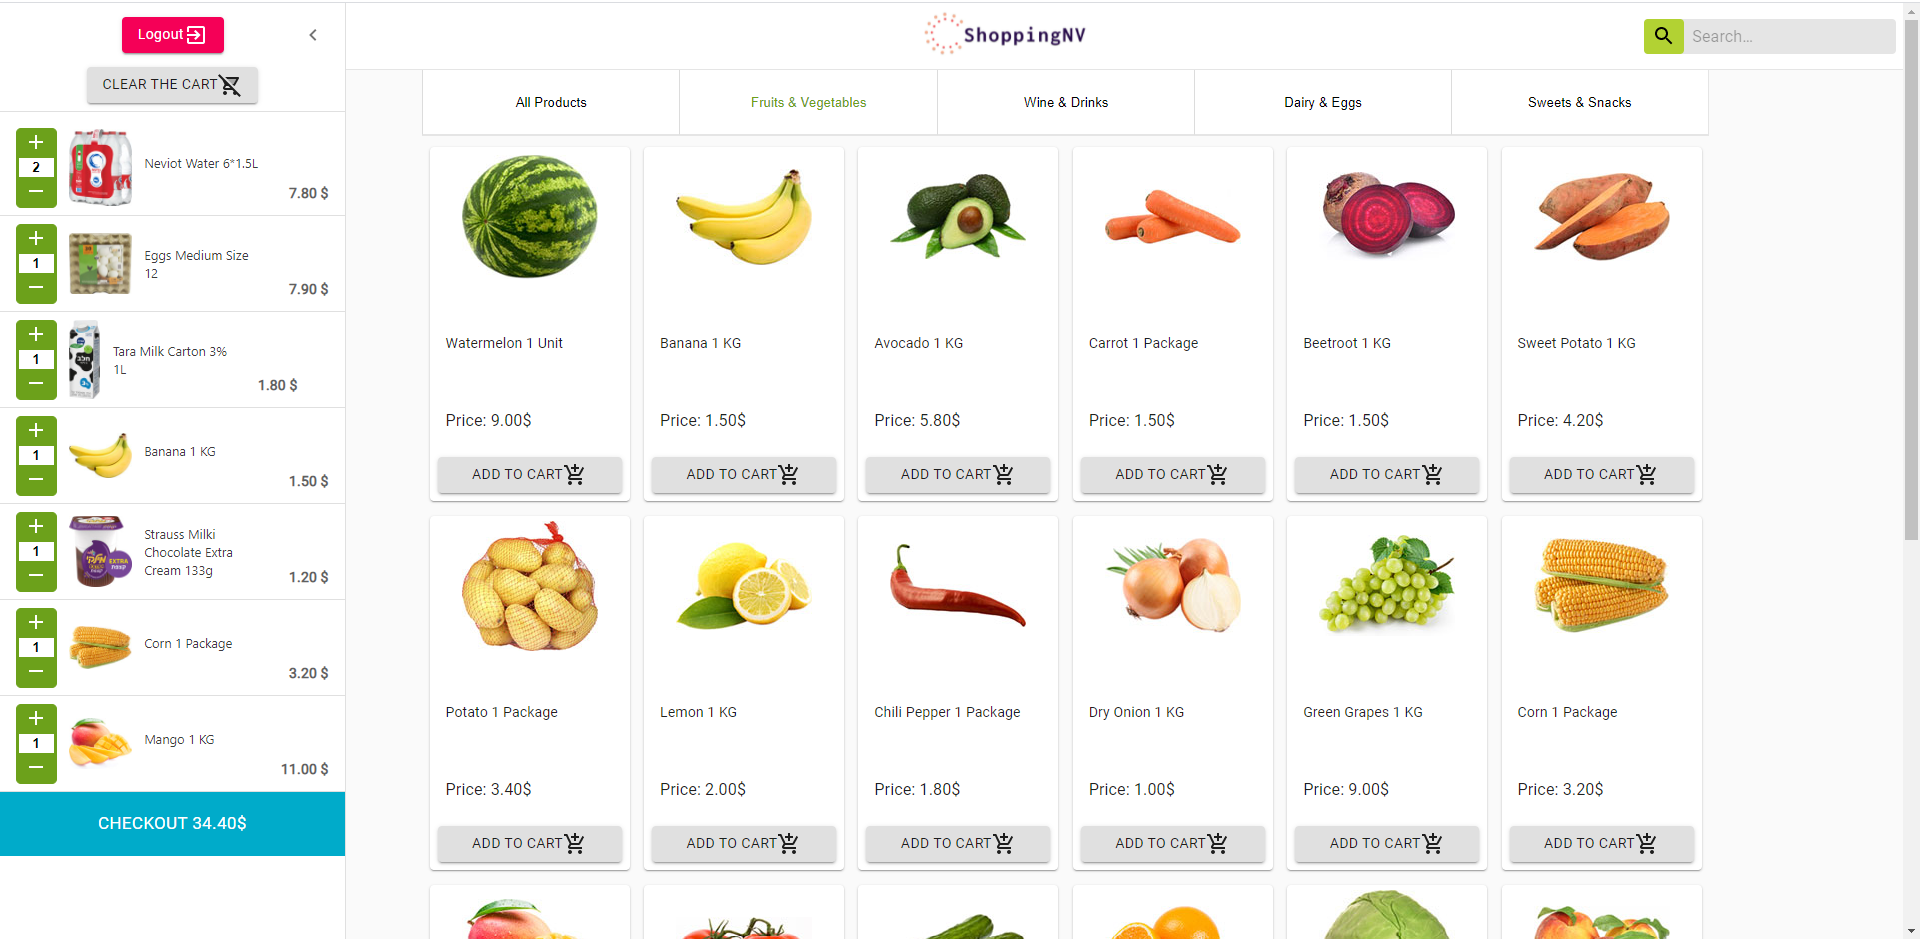 Logout
CLEAR THE CART
2
Neviot Water 6*1.5L
7.80 $
1
Eggs Medium Size
12
7.90 $
1
Tara Milk Carton 3%
1L
1.80 $
1
Banana 1 KG
1.50 $
1
Strauss Milki
Chocolate Extra
Cream 133g
EXTRA
1.20 $
1
Corn 1 Package
3.20 $
1
Mango 1 KG
11.00 $
CHECKOUT 34.40$
ShoppingNV
Search...
All Products
Fruits & Vegetables
Wine & Drinks
Dairy & Eggs
Sweets & Snacks
Watermelon 1 Unit
Price: 9.00$
ADD TO CART
Banana 1 KG
Price: 1.50$
ADD TO CART
Avocado 1 KG
Price: 5.80$
ADD TO CART
Carrot 1 Package
Price: 1.50$
ADD TO CART
Beetroot 1 KG
Price: 1.50$
ADD TO CART
Sweet Potato 1 KG
Price: 4.20$
ADD TO CART
Potato 1 Package
Price: 3.40$
ADD TO CART
Lemon 1 KG
Price: 2.00$
ADD TO CART
Chili Pepper 1 Package
Price: 1.80$
ADD TO CART
Dry Onion 1 KG
Price: 1.00$
ADD TO CART
Green Grapes 1 KG
Price: 9.00$
ADD TO CART
Corn 1 Package
Price: 3.20$
ADD TO CART